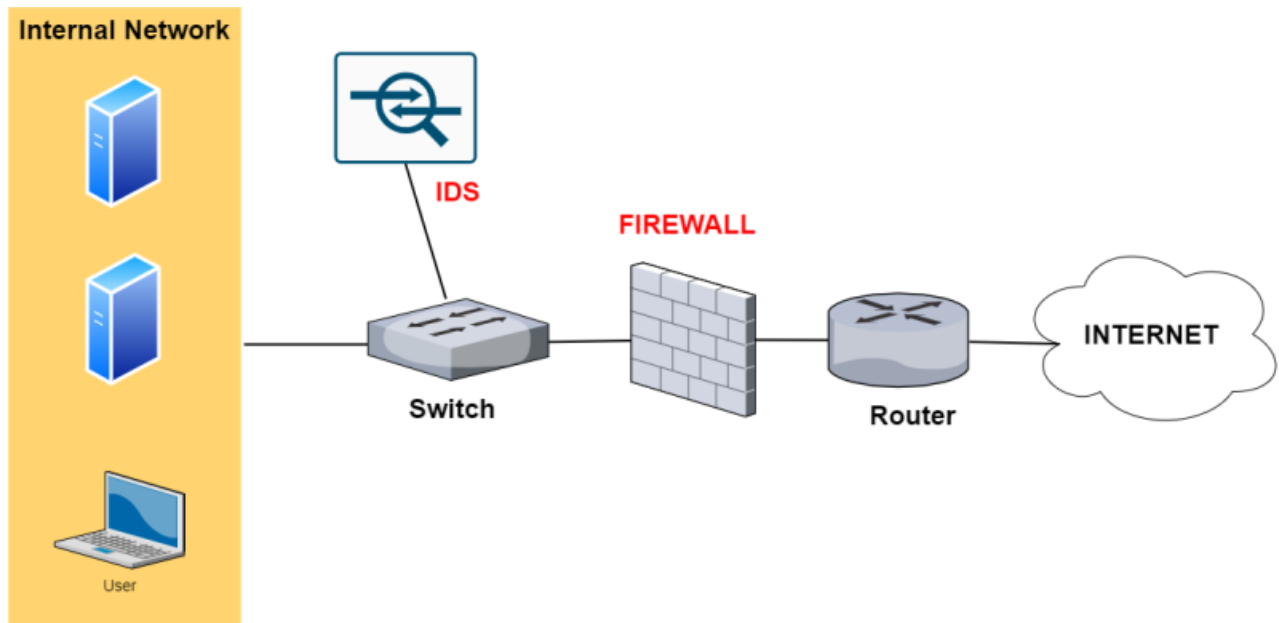 Internal Network
IDS
FIREWALL
INTERNET
Switch
Router
User